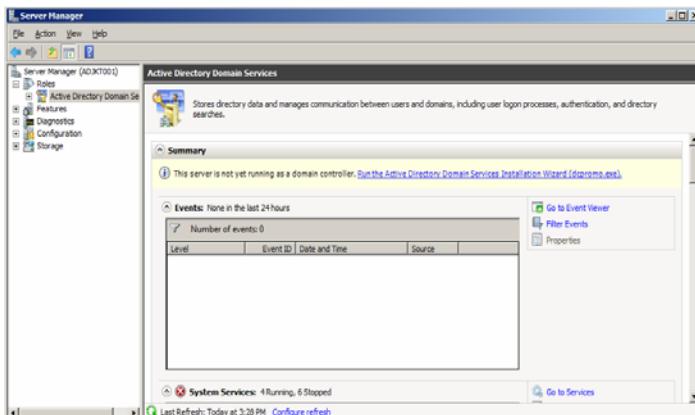 Server Manager
File Action View Help
Server Manager (ADJKT001)
Roles
Active Directory Domain Se
Features
Diagnostics
Configuration
Storage
Active Directory Domain Services
Stores directory data and manages communication between users and domains, including user logon processes, authentication, and directory
searches.
Summary
This server is not yet running as a domain controller. Run the Active Directory Domain Services Installation Wizard (dcpromo.exe).
Events: None in the last 24 hours
Number of events: 0
Level Event ID Date and Time Source
Go to Event Viewer
Filter Events
Properties
System Services: 4 Running, 6 Stopped
Go to Services
Last Refresh: Today at 3:28 PM Configure refresh